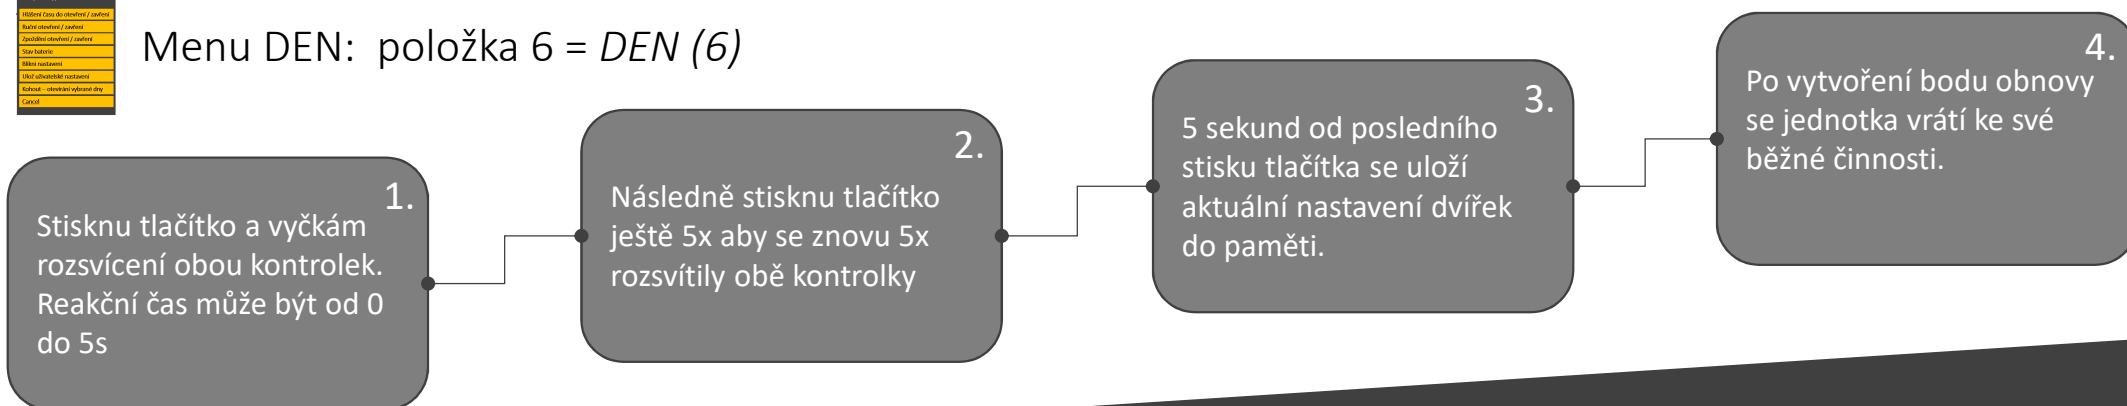 Hlášení času do otevření / zavření
Ruční otevření / zavření
Zpoždění otevření / zavření
Stav baterie
Blikni nastavení
Ulož uživatelské nastavení
Kohout – otevírání vybrané dny
Cancel
Menu DEN: položka 6 = DEN (6)
1.
Stisknu tlačítko a vyčkám
rozsvícení obou kontrolek.
Reakční čas může být od 0
do 5s
2.
Následně stisknu tlačítko
ještě 5x aby se znovu 5x
rozsvítily obě kontrolky
3.
5 sekund od posledního
stisku tlačítka se uloží
aktuální nastavení dvířek
do paměti.
4.
Po vytvoření bodu obnovy
se jednotka vrátí ke své
běžné činnosti.